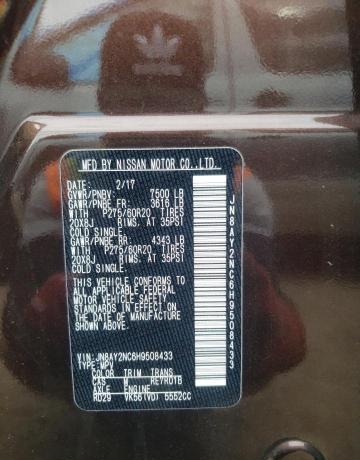 MFD BY NISSAN MOTOR CO.,LTD.
DATE: 2/17
GVWR/PNBV: 7500 LB
GAWR/PNBE FR: 3616 LB
WITH P275/60R20 TIRES
20X8J RIMS, AT 35PSI
COLD SINGLE.
GAWR/PNBE RR: 4343 LB
WITH P275/60R20 TIRES
20X8J RIMS, AT 35PSI
COLD SINGLE.
THIS VEHICLE CONFORMS TO
ALL APPLICABLE FEDERAL
MOTOR VEHICLE SAFETY
STANDARDS IN EFFECT ON
THE DATE OF MANUFACTURE
SHOWN ABOVE.
VIN: JN8AY2NC6H9508433
TYPE: MPV
COLOR TRIM TRANS
CAS W RE7R01B
AXLE ENGINE
RD29 VK56(VD) 5552CC
JN8AY2NC6H9508433